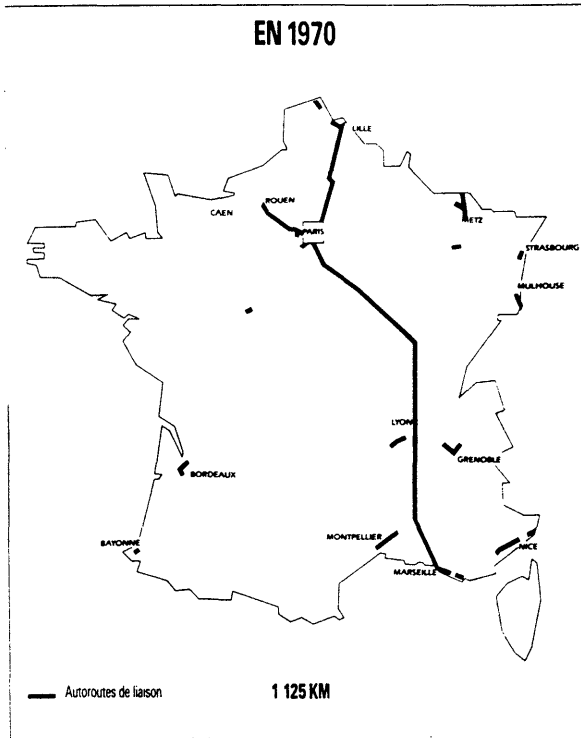 EN 1970
LILLE
ROUEN
CAEN
PARIS
METZ
STRASBOURG
MULHOUSE
LYON
GRENOBLE
BORDEAUX
BAYONNE
MONTPELLIER
NICE
MARSEILLE
Autoroutes de liaison
1 125 KM